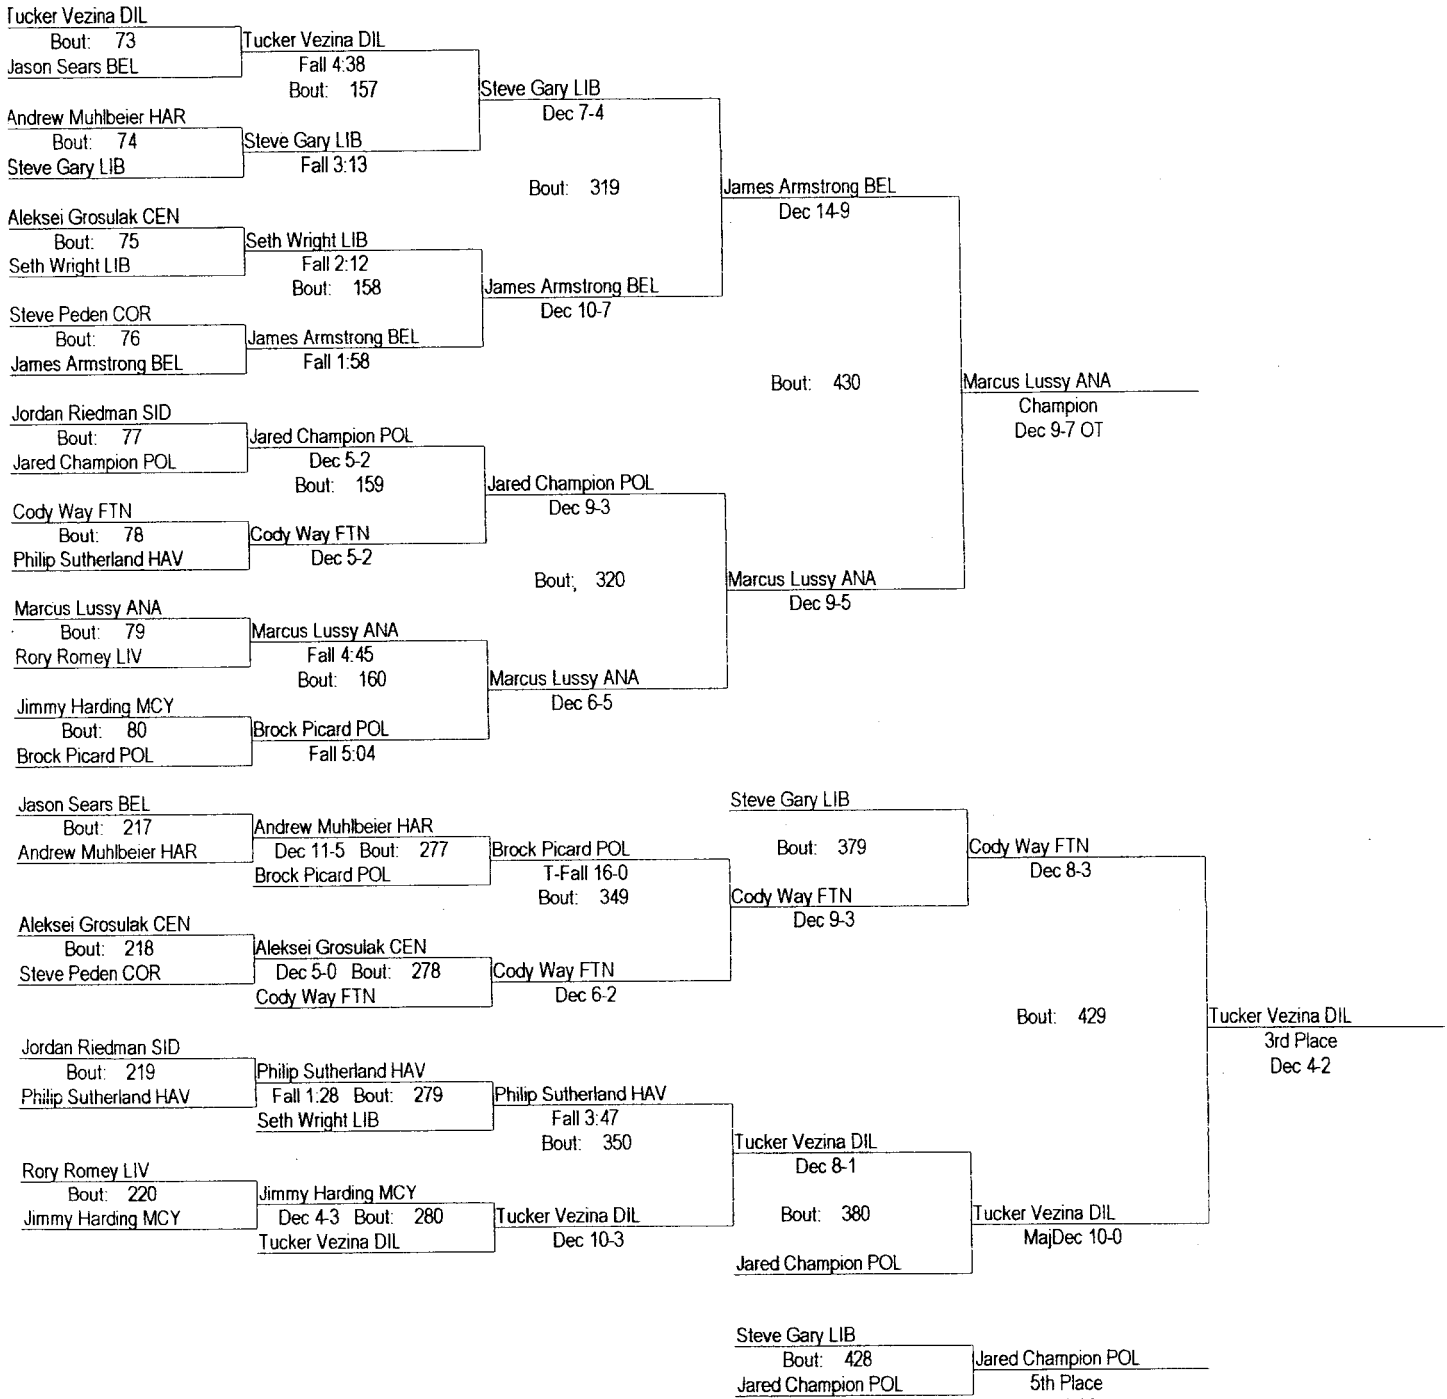 Tucker Vezina DIL
Bout: 73
Jason Sears BEL
Tucker Vezina DIL
Fall 4:38
Bout: 157
Andrew Muhlbeier HAR
Bout: 74
Steve Gary LIB
Steve Gary LIB
Fall 3:13
Steve Gary LIB
Dec 7-4
Bout: 319
Aleksei Grosulak CEN
Bout: 75
Seth Wright LIB
Seth Wright LIB
Fall 2:12
Bout: 158
Steve Peden COR
Bout: 76
James Armstrong BEL
James Armstrong BEL
Fall 1:58
James Armstrong BEL
Dec 10-7
James Armstrong BEL
Dec 14-9
Bout: 430
Jordan Riedman SID
Bout: 77
Jared Champion POL
Jared Champion POL
Dec 5-2
Bout: 159
Cody Way FTN
Bout: 78
Philip Sutherland HAV
Cody Way FTN
Dec 5-2
Jared Champion POL
Dec 9-3
Bout: 320
Marcus Lussy ANA
Bout: 79
Rory Romey LIV
Marcus Lussy ANA
Fall 4:45
Bout: 160
Jimmy Harding MCY
Bout: 80
Brock Picard POL
Brock Picard POL
Fall 5:04
Marcus Lussy ANA
Dec 6-5
Marcus Lussy ANA
Dec 9-5
Marcus Lussy ANA
Champion
Dec 9-7 OT
Jason Sears BEL
Bout: 217
Andrew Muhlbeier HAR
Andrew Muhlbeier HAR
Dec 11-5 Bout: 277
Brock Picard POL
Brock Picard POL
T-Fall 16-0
Bout: 349
Aleksei Grosulak CEN
Bout: 218
Steve Peden COR
Aleksei Grosulak CEN
Dec 5-0 Bout: 278
Cody Way FTN
Cody Way FTN
Dec 6-2
Steve Gary LIB
Bout: 379
Cody Way FTN
Dec 9-3
Cody Way FTN
Dec 8-3
Bout: 429
Jordan Riedman SID
Bout: 219
Philip Sutherland HAV
Philip Sutherland HAV
Fall 1:28 Bout: 279
Seth Wright LIB
Philip Sutherland HAV
Fall 3:47
Bout: 350
Rory Romey LIV
Bout: 220
Jimmy Harding MCY
Jimmy Harding MCY
Dec 4-3 Bout: 280
Tucker Vezina DIL
Tucker Vezina DIL
Dec 10-3
Tucker Vezina DIL
Dec 8-1
Bout: 380
Jared Champion POL
Tucker Vezina DIL
MajDec 10-0
Tucker Vezina DIL
3rd Place
Dec 4-2
Steve Gary LIB
Bout: 428
Jared Champion POL
Jared Champion POL
5th Place